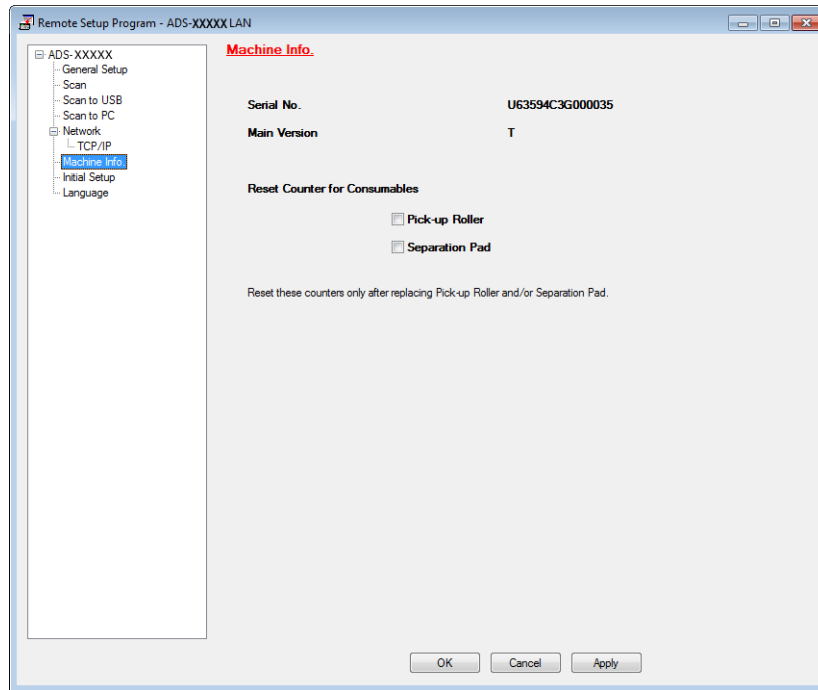 Remote Setup Program - ADS-XXXXX LAN
ADS-XXXXX
General Setup
Scan
Scan to USB
Scan to PC
Network
TCP/IP
Machine Info.
Initial Setup
Language
Machine Info.
Serial No. U63594C3G000035
Main Version T
Reset Counter for Consumables
Pick-up Roller
Separation Pad
Reset these counters only after replacing Pick-up Roller and/or Separation Pad.
OK Cancel Apply